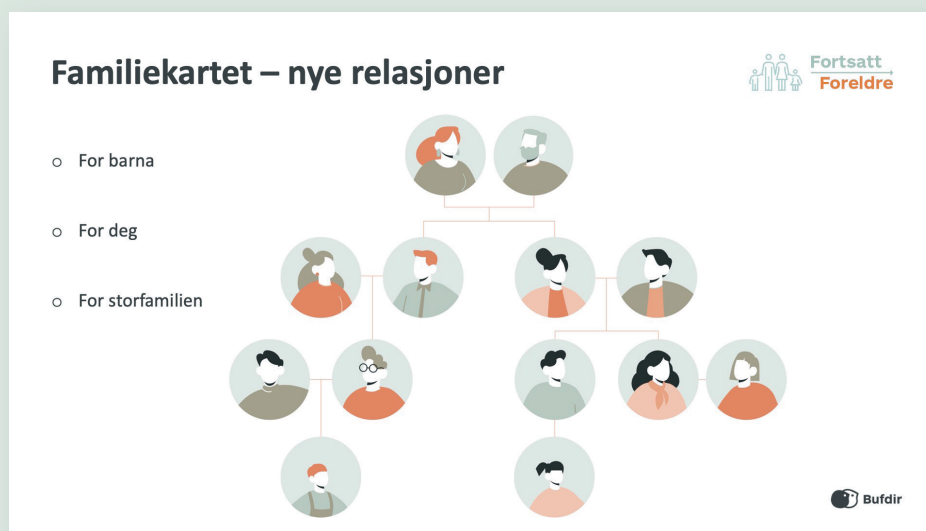 Familiekartet – nye relasjoner
Fortsatt
Foreldre
o For barna
o For deg
o For storfamilien
Bufdir